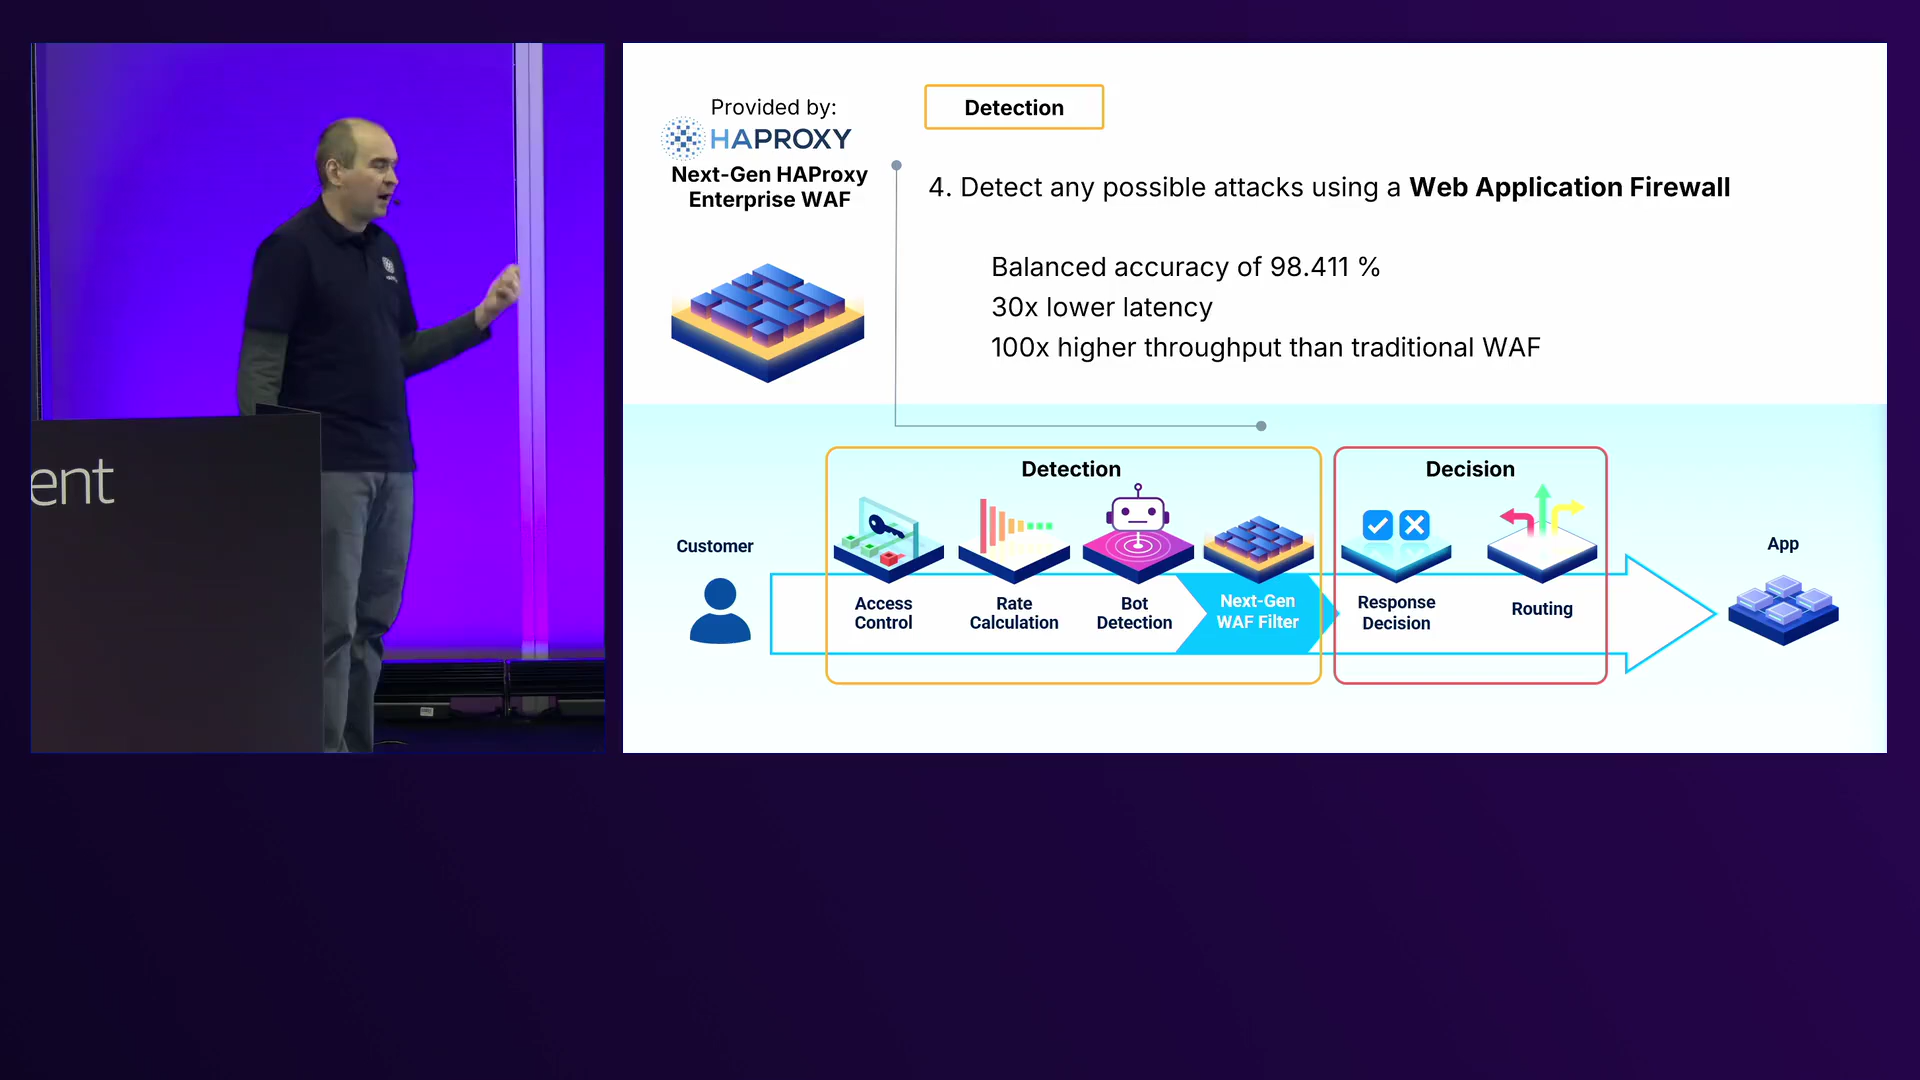 ent
Provided by:
HAPROXY
Next-Gen HAProxy
Enterprise WAF
Detection
4. Detect any possible attacks using a Web Application Firewall
Balanced accuracy of 98.411 %
30x lower latency
100x higher throughput than traditional WAF
Detection
Decision
Customer
App
Access
Control
Rate
Calculation
Bot
Detection
Next-Gen
WAF Filter
Response
Decision
Routing